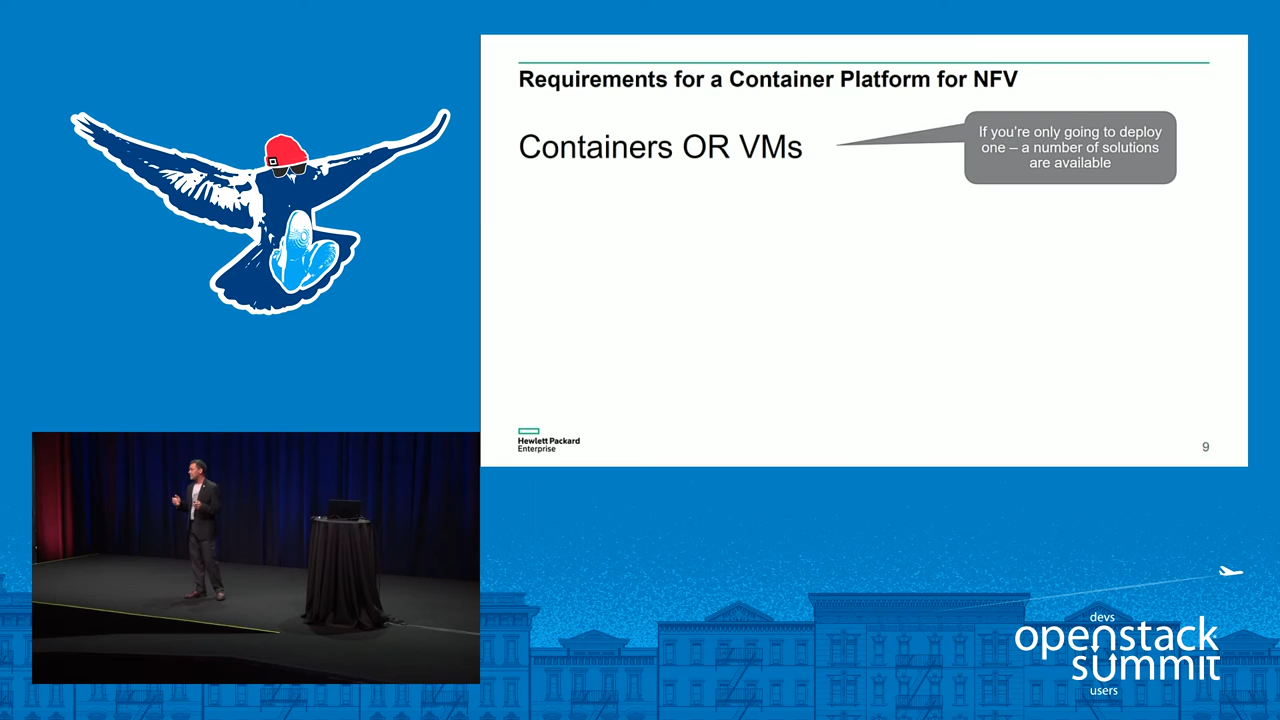 Requirements for a Container Platform for NFV
Containers OR VMs
If you're only going to deploy
one – a number of solutions
are available
Hewlett Packard
Enterprise
9
devs
openstack
summit
users